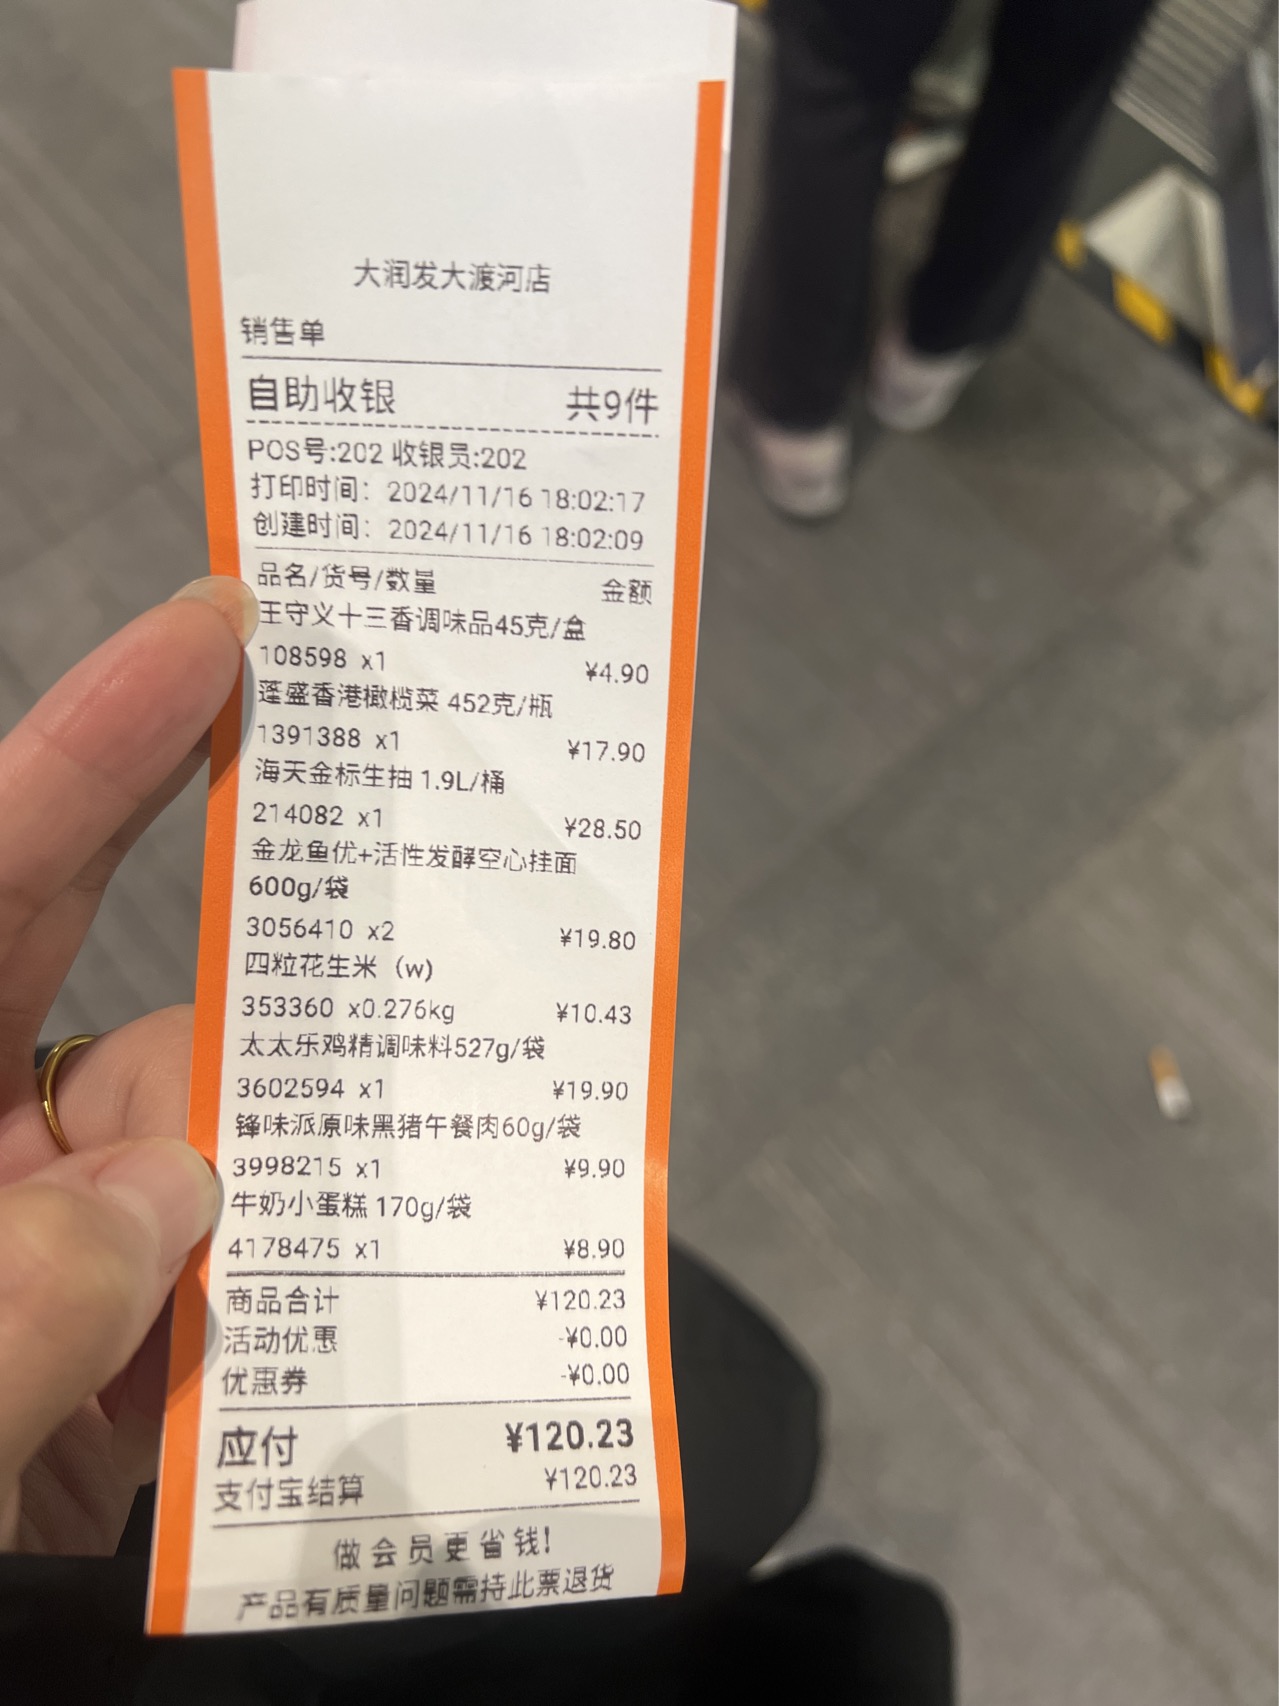 大润发大渡河店
销售单
自助收银 共9件
POS号:202 收银员:202
打印时间： 2024/11/16 18:02:17
创建时间： 2024/11/16 18:02:09
品名/货号/数量 金额
王守义十三香调味品45克/盒
108598 x1 ¥4.90
蓬盛香港橄榄菜 452克/瓶
1391388 x1 ¥17.90
海天金标生抽 1.9L/桶
214082 x1 ¥28.50
金龙鱼优+活性发酵空心挂面
600g/袋
3056410 x2 ¥19.80
四粒花生米（w)
353360 x0.276kg ¥10.43
太太乐鸡精调味料527g/袋
3602594 x1 ¥19.90
锋味派原味黑猪午餐肉60g/袋
3998215 x1 ¥9.90
牛奶小蛋糕 170g/袋
4178475 x1 ¥8.90
商品合计 ¥120.23
活动优惠 -¥0.00
优惠券 -¥0.00
应付 ¥120.23
支付宝结算 ¥120.23
做会员更省钱!
产品有质量问题需持此票退货